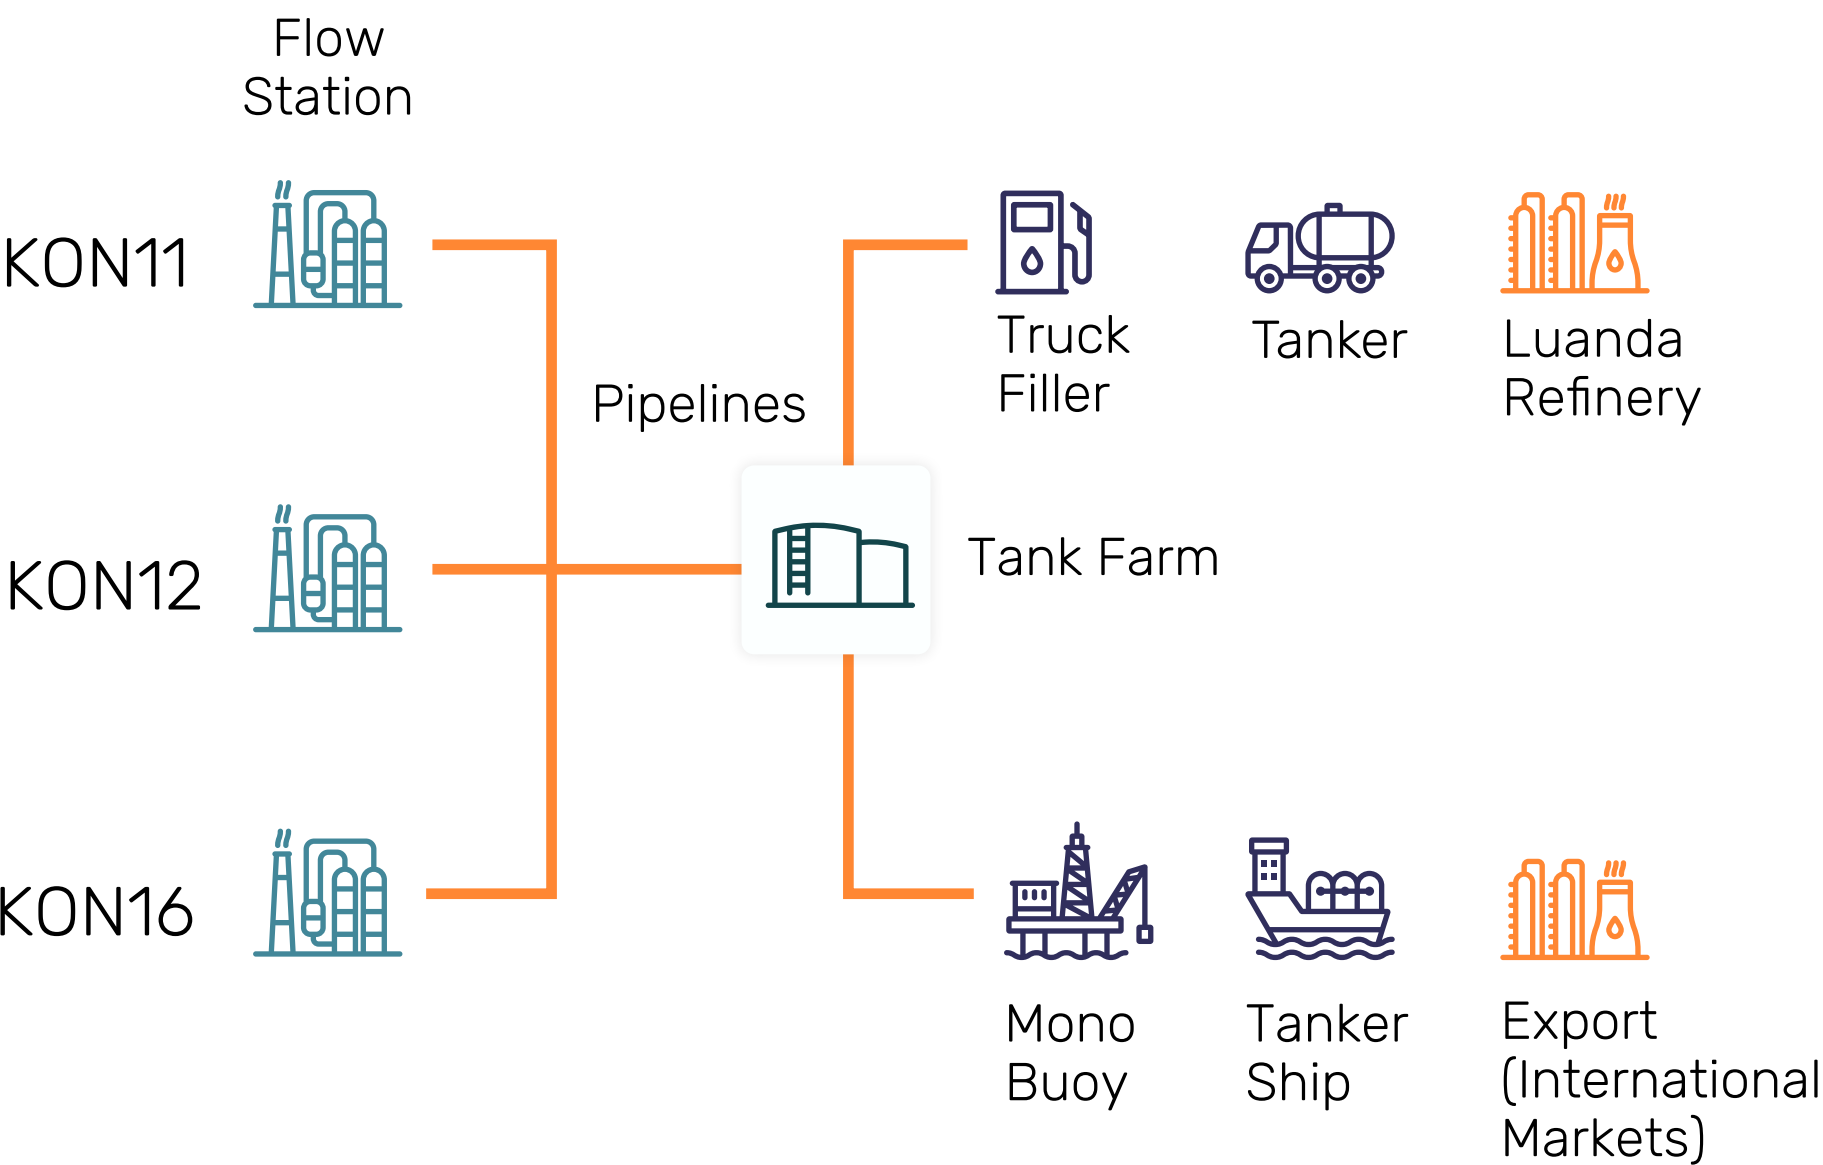 Flow
Station
KON11
Truck
Filler
Tanker
Luanda
Refinery
Pipelines
KON12
Tank Farm
KON16
Mono
Buoy
Tanker
Ship
Export
(International
Markets)